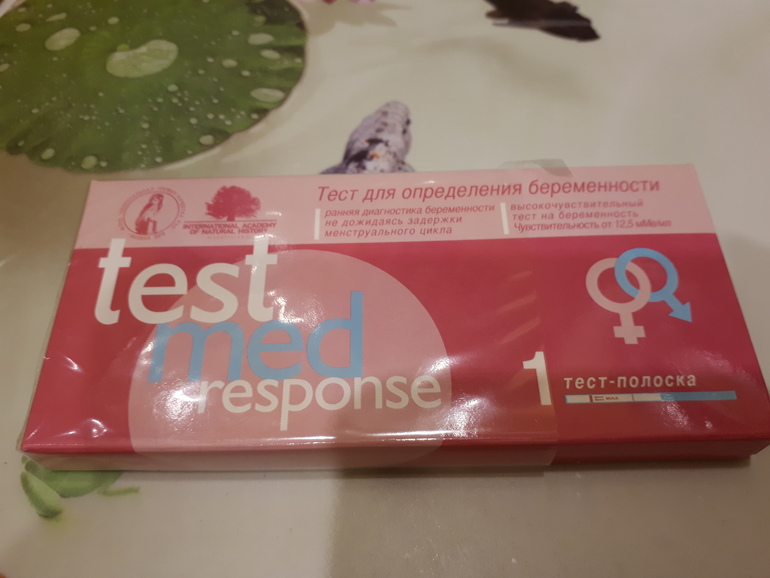 Тест для определения беременности
ранняя диагностика беременности
не дожидаясь задержки
менструального цикла
высокочувствительный
тест на беременность
Чувствительность от 12,5 мМе/мл
INTERNATIONAL ACADEMY
OF NATURAL HISTORY
test
med
response
1
тест-полоска